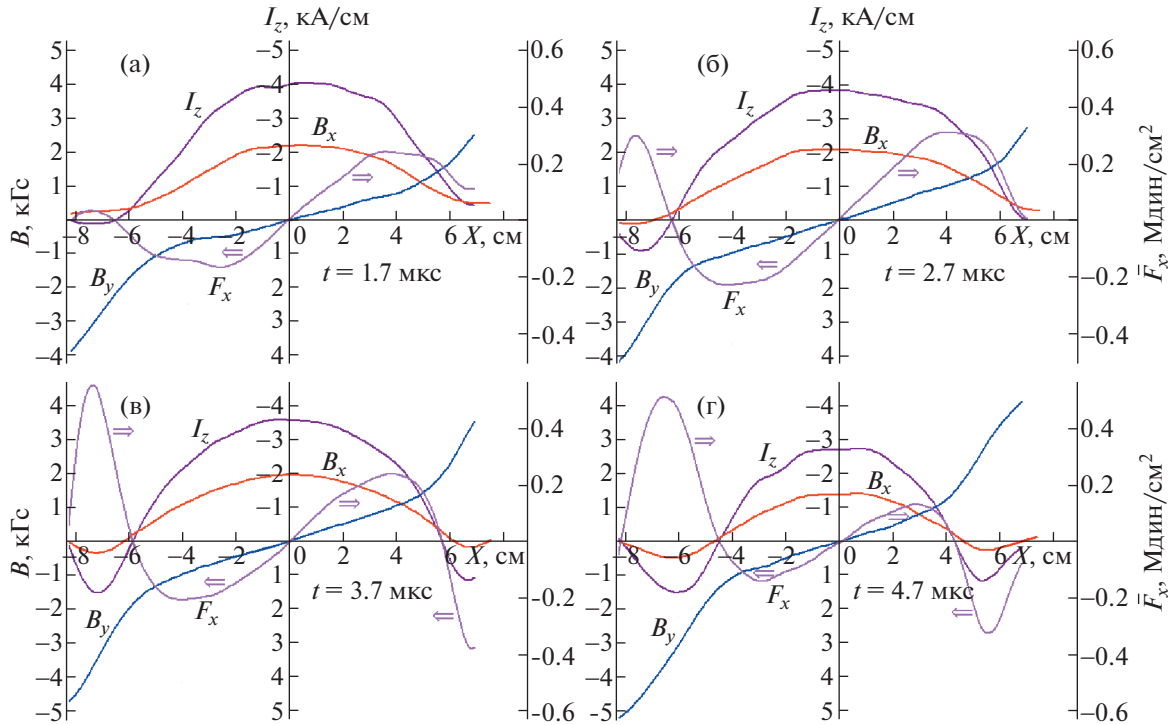 I_z, кА/см
I_z, кА/см
5 −5 0.6
(а)
4 −4 0.4
I_z
3 −3
B_x
2 −2 0.2
⇒
1 −1
B, кГс
0 −8 −6 −4 −2 0 2 4 6 X, см 0
−1 1
⇐
B_y F_x
−2 2 -0.2
t = 1.7 мкс
−3 3
−4 4 -0.4
5 −5 0.6
(б)
4 −4 0.4
I_z
3 −3
B_x
⇒
2 −2 0.2
⇒
1 −1
0 −8 −6 −4 −2 0 2 4 6 X, см 0
−1 1
⇐
B_y F_x
−2 2 −0.2
t = 2.7 мкс
−3 3
−4 4 −0.4
F̄_x, Мдин/см²
(в)
4 −4
⇒ I_z 0.4
3 −3
B_x
2 −2 0.2
⇒
1 −1
B, кГс
0 −8 −6 −4 −2 0 2 4 6 X, см 0
−1 1
⇐
t = 3.7 мкс
B_y F_x
−2 2 −0.2
⇐
−3 3
−4 4 -0.4
−5 5 -0.6
(г)
4 −4
⇒ 0.4
3 −3
I_z
2 −2 B_x 0.2
⇒
1 −1
0 −8 −6 −4 −2 0 2 4 6 X, см 0
⇐
−1 1
F_x t = 4.7 мкс
−2 2 −0.2
B_y ⇐
−3 3
−4 4 −0.4
-5 5 −0.6
F̄_x, Мдин/см²